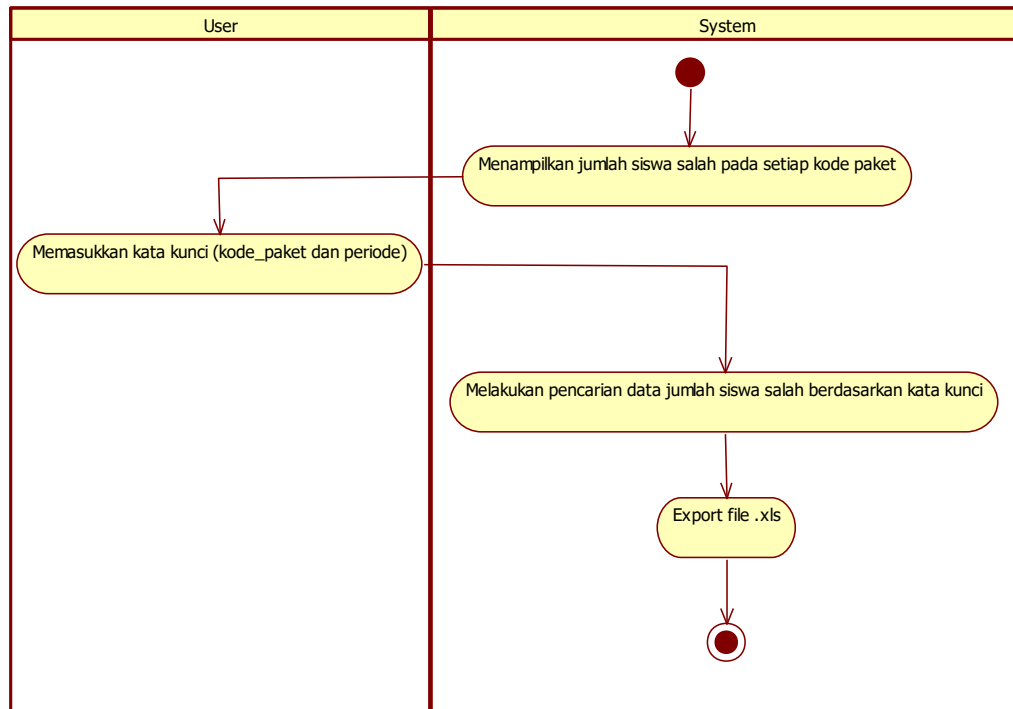 User
System
Menampilkan jumlah siswa salah pada setiap kode paket
Memasukkan kata kunci (kode_paket dan periode)
Melakukan pencarian data jumlah siswa salah berdasarkan kata kunci
Export file .xls